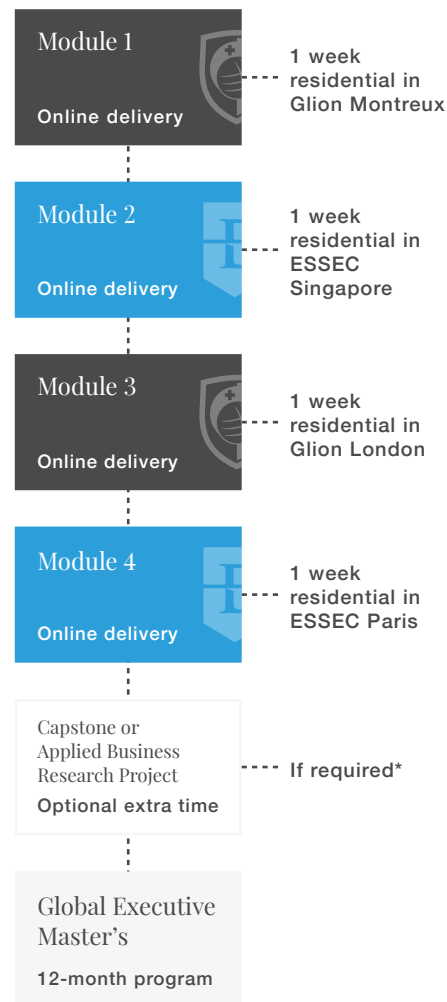 Module 1
Online delivery
1 week
residential in
Glion Montreux
Module 2
Online delivery
1 week
residential in
ESSEC
Singapore
Module 3
Online delivery
1 week
residential in
Glion London
Module 4
Online delivery
1 week
residential in
ESSEC Paris
Capstone or
Applied Business
Research Project
Optional extra time
If required*
Global Executive
Master’s
12-month program